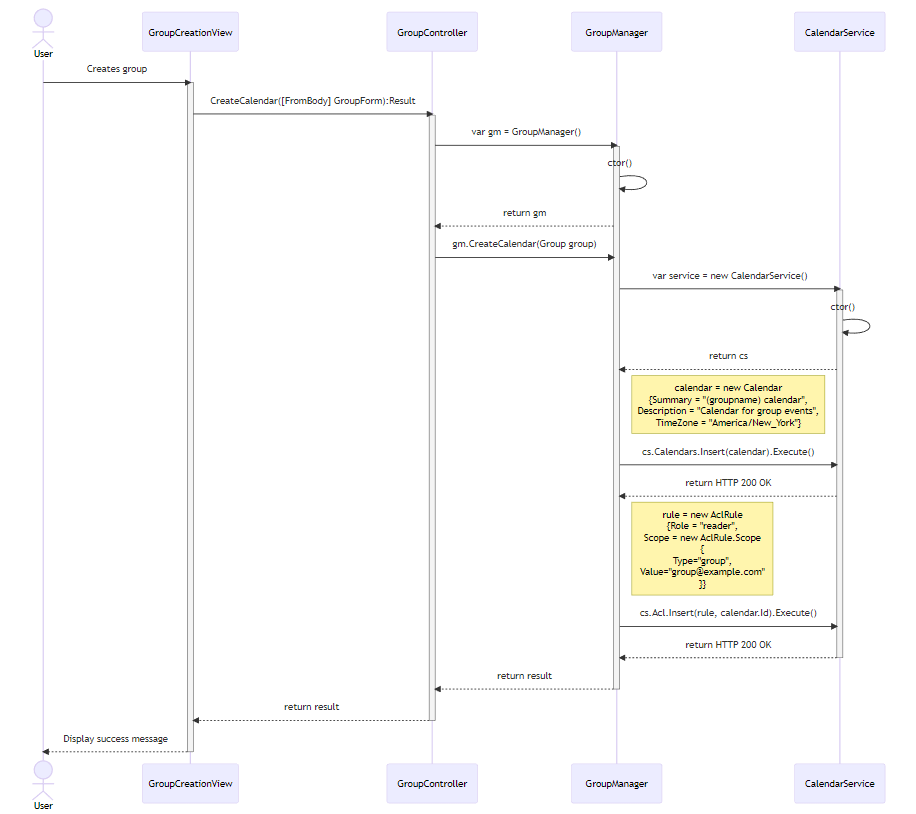 User
GroupCreationView
GroupController
GroupManager
CalendarService
Creates group
CreateCalendar([FromBody] GroupForm):Result
var gm = GroupManager()
ctor()
return gm
gm.CreateCalendar(Group group)
var service = new CalendarService()
ctor()
return cs
calendar = new Calendar
{Summary = "(groupname) calendar",
Description = "Calendar for group events",
TimeZone = "America/New_York"}
cs.Calendars.Insert(calendar).Execute()
return HTTP 200 OK
rule = new AclRule
{Role = "reader",
Scope = new AclRule.Scope
{
Type="group",
Value="group@example.com"
}}
cs.Acl.Insert(rule, calendar.Id).Execute()
return HTTP 200 OK
return result
return result
Display success message
User
GroupCreationView
GroupController
GroupManager
CalendarService